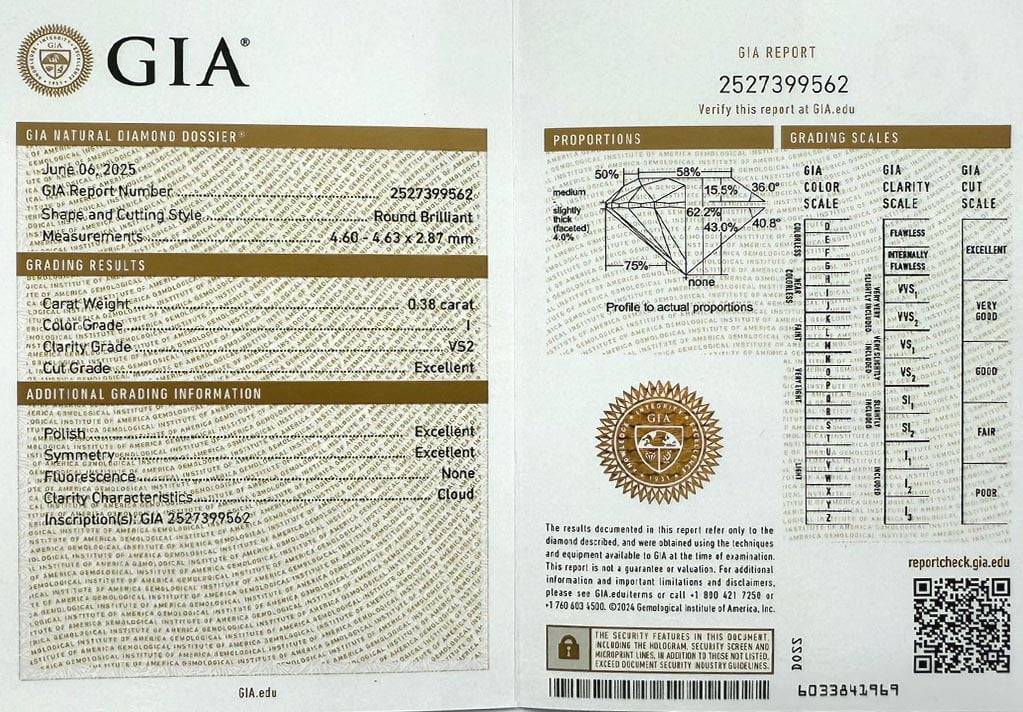 GIA®
GIA NATURAL DIAMOND DOSSIER®
June 06, 2025
GIA Report Number 2527399562
Shape and Cutting Style Round Brilliant
Measurements 4.60 - 4.63 x 2.87 mm
GRADING RESULTS
Carat Weight 0.38 carat
Color Grade I
Clarity Grade VS2
Cut Grade Excellent
ADDITIONAL GRADING INFORMATION
Polish Excellent
Symmetry Excellent
Fluorescence None
Clarity Characteristics Cloud
Inscription(s): GIA 2527399562
GIA.edu
GIA REPORT
2527399562
Verify this report at GIA.edu
PROPORTIONS
50%
58%
medium
15.5%
36.0°
slightly
thick
(faceted)
4.0%
62.2%
43.0%
40.8°
75%
none
Profile to actual proportions
GIA
The results documented in this report refer only to the
diamond described, and were obtained using the techniques
and equipment available to GIA at the time of examination.
This report is not a guarantee or valuation. For additional
information and important limitations and disclaimers,
please see GIA.edu/terms or call +1 800 421 7250 or
+1 760 603 4500. ©2024 Gemological Institute of America, Inc.
THE SECURITY FEATURES IN THIS DOCUMENT,
INCLUDING THE HOLOGRAM, SECURITY SCREEN AND
MICROPRINT LINES, IN ADDITION TO THOSE NOT LISTED,
EXCEED DOCUMENT SECURITY INDUSTRY GUIDELINES.
GRADING SCALES
GIA
COLOR
SCALE
COLORLESS
D
E
F
NEAR
COLORLESS
G
H
I
J
FAINT
K
L
M
VERY LIGHT
N
O
P
R
LIGHT
S
T
U
V
W
X
Y
Z
GIA
CLARITY
SCALE
FLAWLESS
INTERNALLY
FLAWLESS
VERY VERY
SLIGHTLY INCLUDED
VVS1
VVS2
VERY SLIGHTLY
INCLUDED
VS1
VS2
SLIGHTLY
INCLUDED
SI1
SI2
INCLUDED
I1
I2
I3
GIA
CUT
SCALE
EXCELLENT
VERY
GOOD
GOOD
FAIR
POOR
reportcheck.gia.edu
D022
6033841969